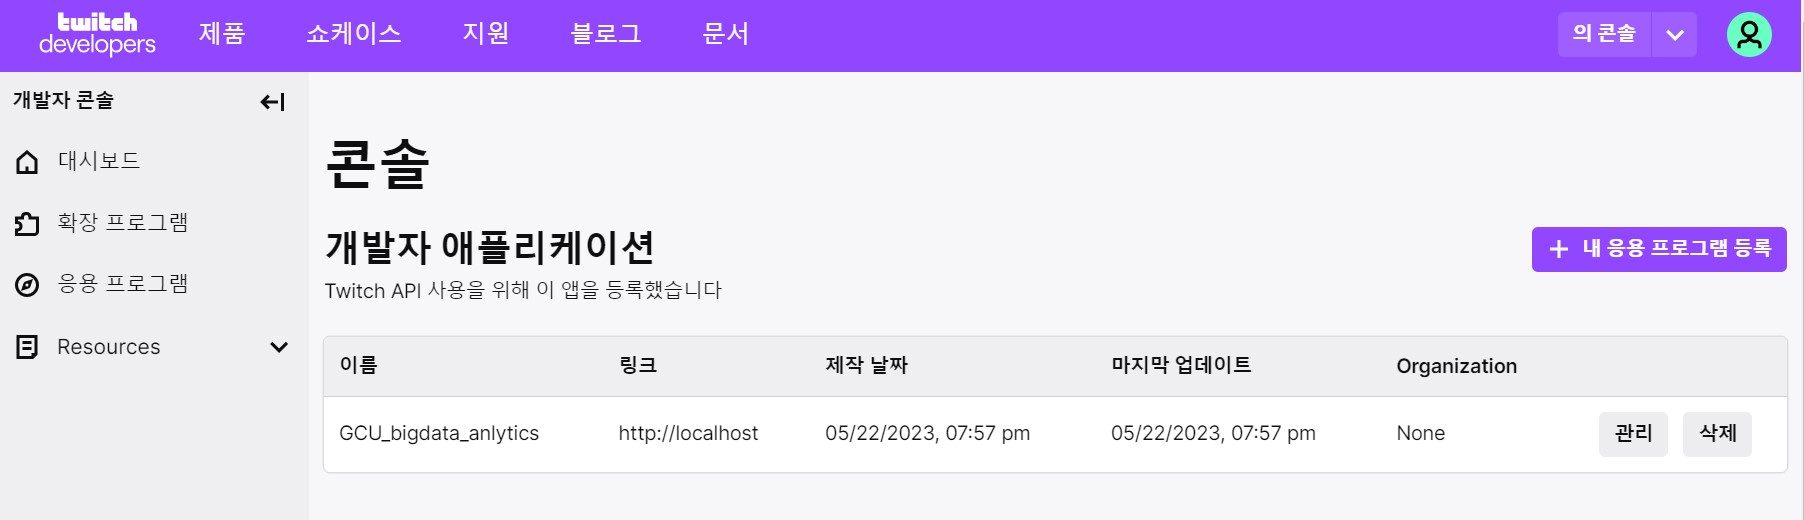 twitch
developers
제품 쇼케이스 지원 블로그 문서 의 콘솔
개발자 콘솔
대시보드
확장 프로그램
응용 프로그램
Resources
콘솔
개발자 애플리케이션
내 응용 프로그램 등록
Twitch API 사용을 위해 이 앱을 등록했습니다
이름 링크 제작 날짜 마지막 업데이트 Organization
GCU_bigdata_anlytics http://localhost 05/22/2023, 07:57 pm 05/22/2023, 07:57 pm None 관리 삭제